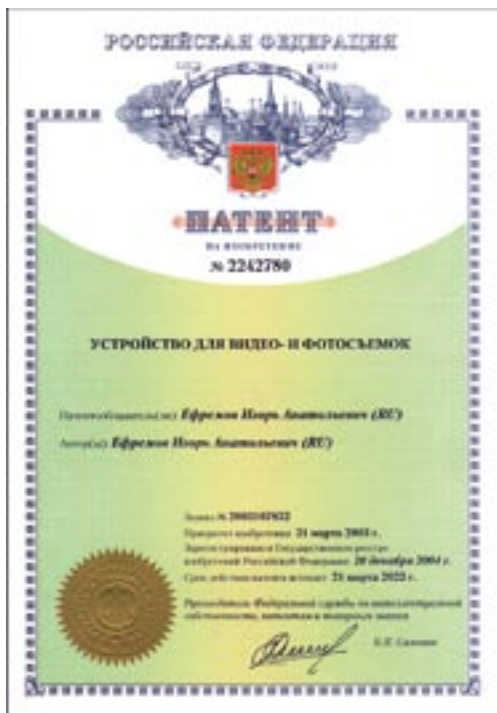 РОССИЙСКАЯ ФЕДЕРАЦИЯ
ПАТЕНТ
НА ИЗОБРЕТЕНИЕ
№ 2242780
УСТРОЙСТВО ДЛЯ ВИДЕО- И ФОТОСЪЕМОК
Патентообладатель(ли): Ефремов Игорь Анатольевич (RU)
Автор(ы): Ефремов Игорь Анатольевич (RU)
Заявка №
Приоритет изобретения 21 марта
Зарегистрировано в Государственном реестре
изобретений Российской Федерации 20 декабря 2004 г.
Срок действия патента истекает 21 марта
Руководитель Федеральной службы по интеллектуальной
собственности, патентам и товарным знакам